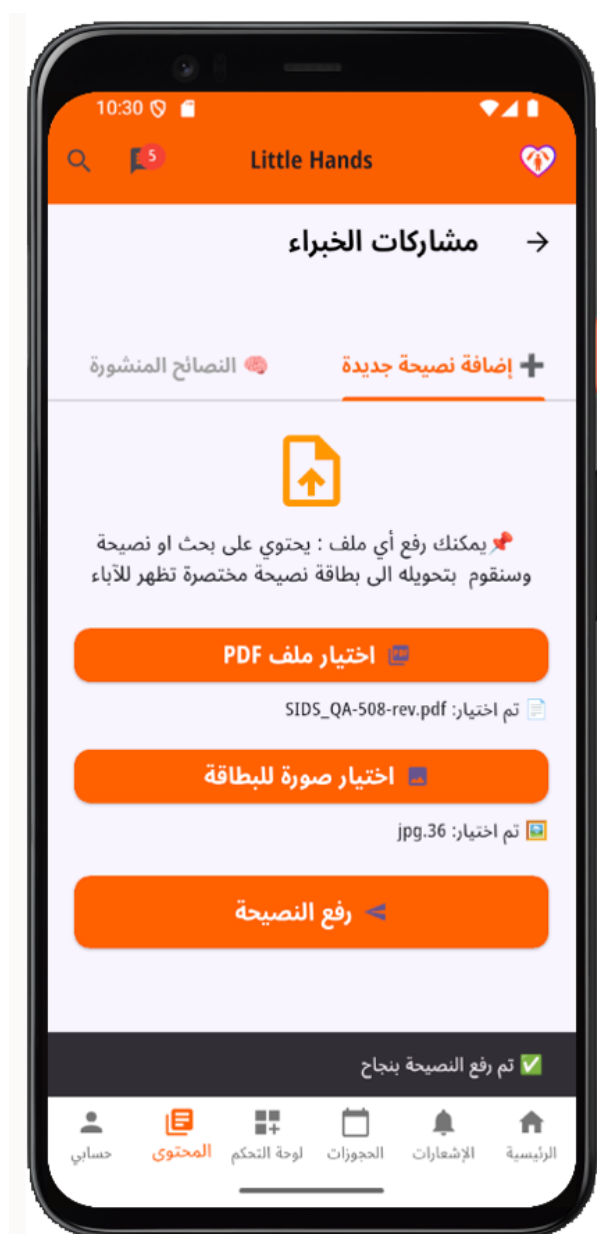 10:30
5
Little Hands
مشاركات الخبراء
➕ إضافة نصيحة جديدة
🧠 النصائح المنشورة
📌 يمكنك رفع أي ملف : يحتوي على بحث او نصيحة
وسنقوم بتحويله الى بطاقة نصيحة مختصرة تظهر للآباء
اختيار ملف PDF
📄 تم اختيار: SIDS_QA-508-rev.pdf
اختيار صورة للبطاقة
🖼️ تم اختيار: jpg.36
رفع النصيحة
✅ تم رفع النصيحة بنجاح
الرئيسية
الإشعارات
الحجوزات
لوحة التحكم
المحتوى
حسابي